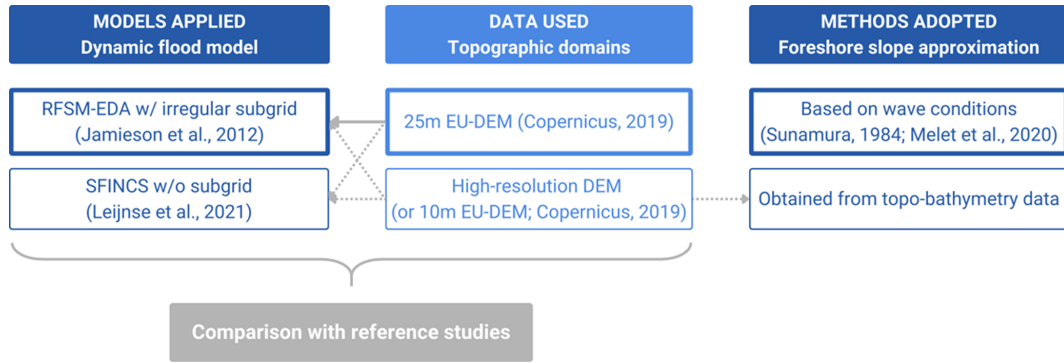 MODELS APPLIED
Dynamic flood model
DATA USED
Topographic domains
METHODS ADOPTED
Foreshore slope approximation
RFSM-EDA w/ irregular subgrid
(Jamieson et al., 2012)
25m EU-DEM (Copernicus, 2019)
Based on wave conditions
(Sunamura, 1984; Melet et al., 2020)
SFINCS w/o subgrid
(Leijnse et al., 2021)
High-resolution DEM
(or 10m EU-DEM; Copernicus, 2019)
Obtained from topo-bathymetry data
Comparison with reference studies